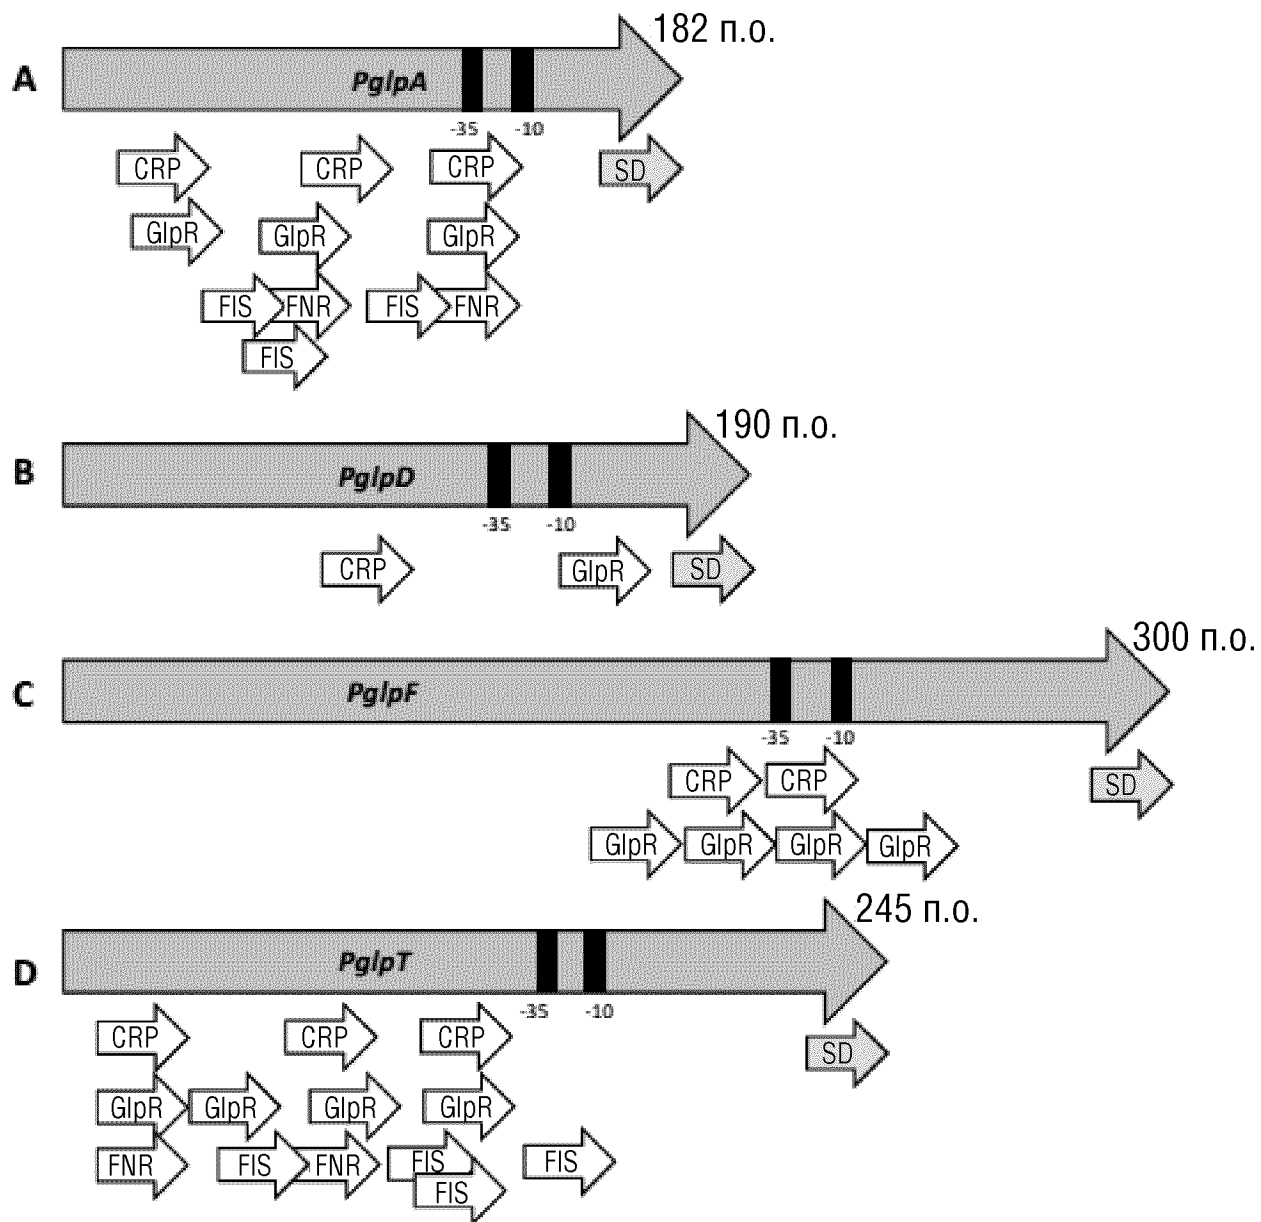 182 п.о.
A
PglpA
-35 -10
CRP CRP CRP SD
GlpR GlpR GlpR
FIS FNR FIS FNR
FIS
190 п.о.
B
PglpD
-35 -10
CRP GlpR SD
300 п.о.
C
PglpF
-35 -10
CRP CRP SD
GlpR GlpR GlpR GlpR
245 п.о.
D
PglpT
-35 -10
CRP CRP CRP SD
GlpR GlpR GlpR GlpR
FNR FIS FNR FIS FIS
FIS